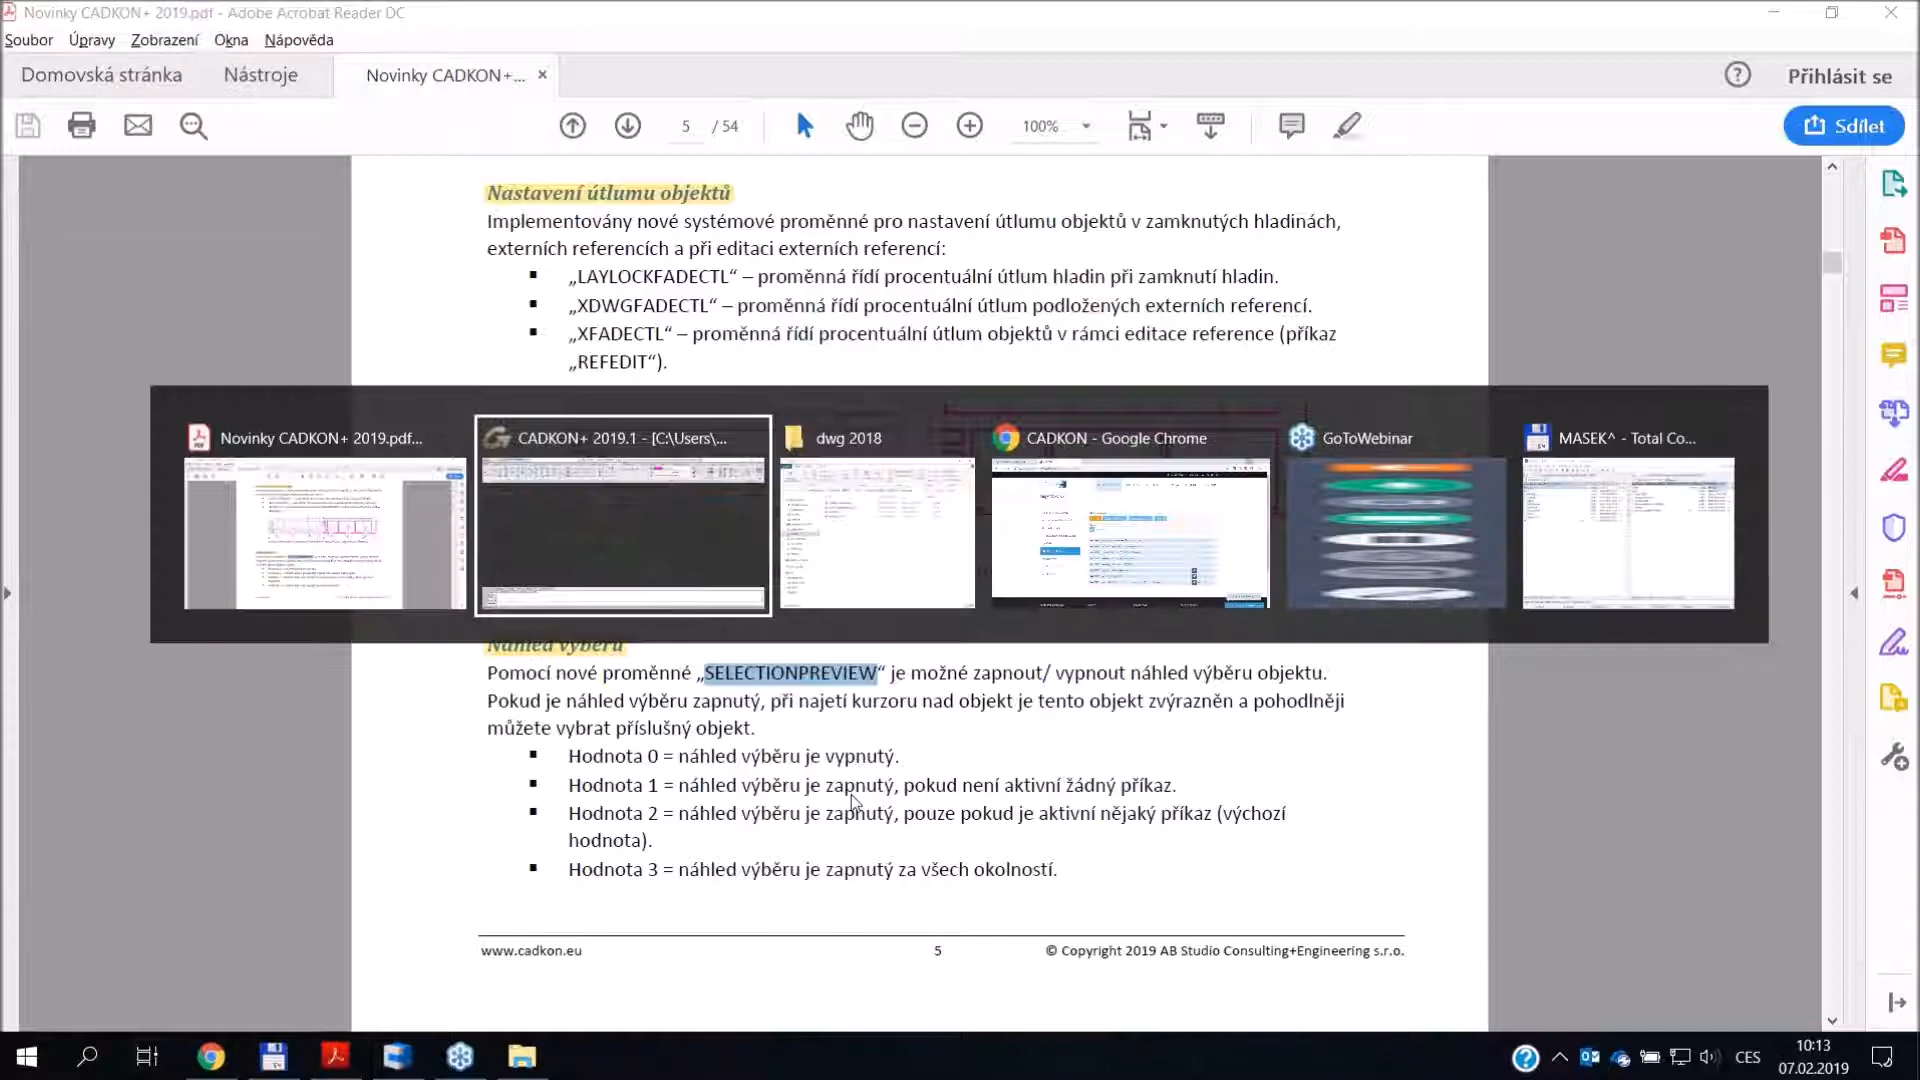 Novinky CADKON+ 2019.pdf - Adobe Acrobat Reader DC
Soubor Úpravy Zobrazení Okna Nápověda
Domovská stránka Nástroje Novinky CADKON+... × ? Přihlásit se
5 / 54 100% Sdílet
Nastavení útlumu objektů
Implementovány nové systémové proměnné pro nastavení útlumu objektů v zamknutých hladinách,
externích referencích a při editaci externích referencí:
▪ „LAYLOCKFADECTL“ – proměnná řídí procentuální útlum hladin při zamknutí hladin.
▪ „XDWGFADECTL“ – proměnná řídí procentuální útlum podložených externích referencí.
▪ „XFADECTL“ – proměnná řídí procentuální útlum objektů v rámci editace reference (příkaz
„REFEDIT“).
Novinky CADKON+ 2019.pdf... CADKON+ 2019.1 - [C:\Users\... dwg 2018 CADKON - Google Chrome GoToWebinar MASEK^ - Total Co...
Náhled výběru
Pomocí nové proměnné „SELECTIONPREVIEW“ je možné zapnout/ vypnout náhled výběru objektu.
Pokud je náhled výběru zapnutý, při najetí kurzoru nad objekt je tento objekt zvýrazněn a pohodlněji
můžete vybrat příslušný objekt.
▪ Hodnota 0 = náhled výběru je vypnutý.
▪ Hodnota 1 = náhled výběru je zapnutý, pokud není aktivní žádný příkaz.
▪ Hodnota 2 = náhled výběru je zapnutý, pouze pokud je aktivní nějaký příkaz (výchozí
hodnota).
▪ Hodnota 3 = náhled výběru je zapnutý za všech okolností.
www.cadkon.eu 5 © Copyright 2019 AB Studio Consulting+Engineering s.r.o.
CES
10:13
07.02.2019